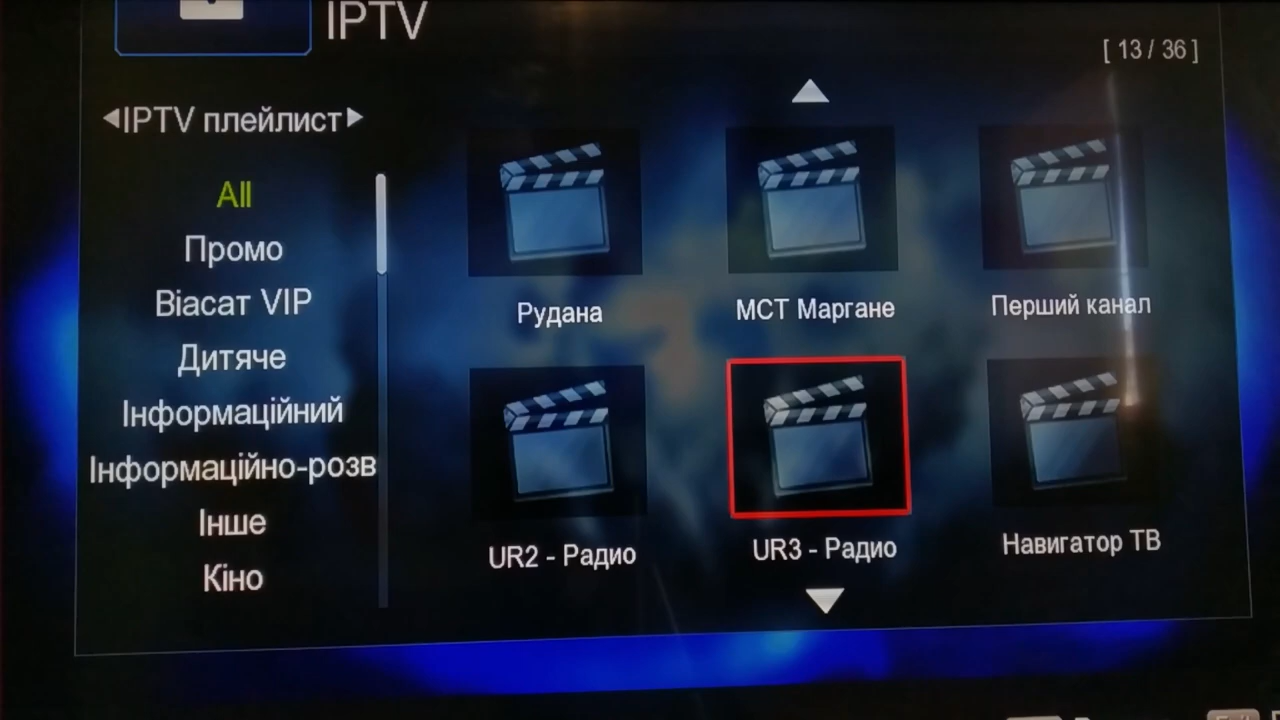 IPTV
[ 13 / 36 ]
IPTV плейлист
All
Промо
Віасат VIP
Дитяче
Інформаційний
Інформаційно-розв
Інше
Кіно
Рудана
МСТ Маргане
Перший канал
UR2 - Радио
UR3 - Радио
Навигатор ТВ